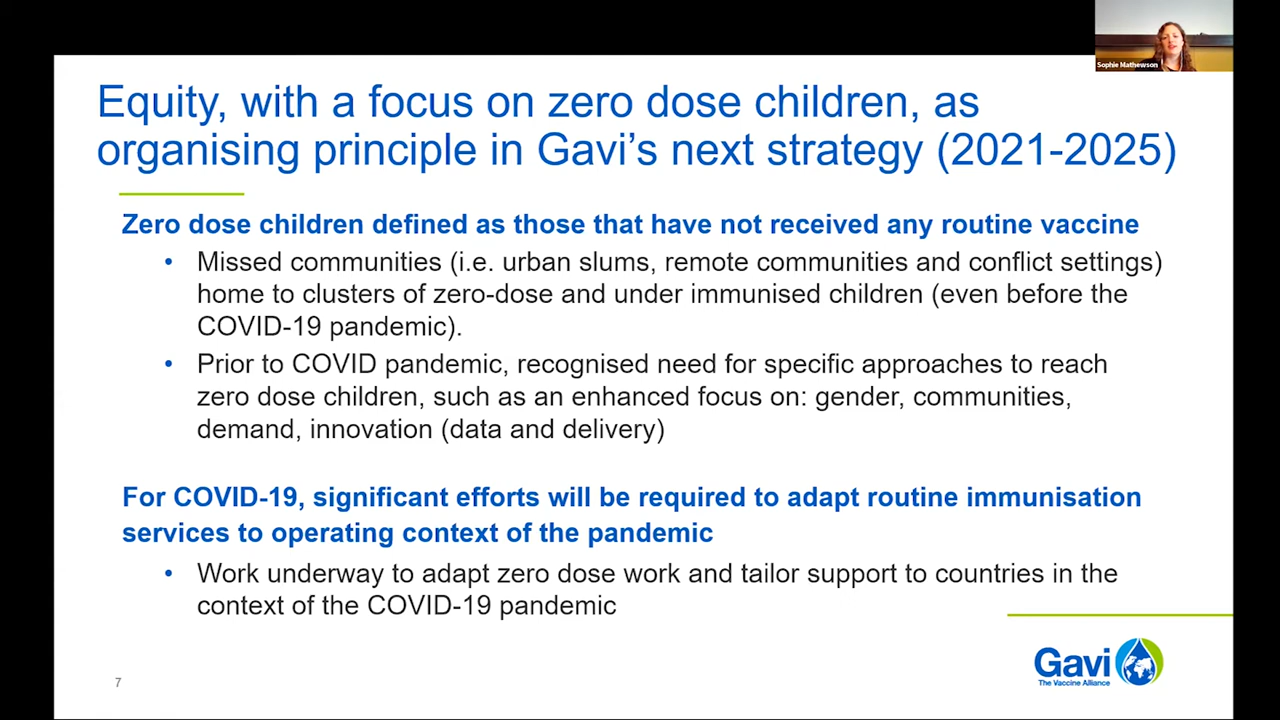 Sophie Mathewson
Equity, with a focus on zero dose children, as
organising principle in Gavi's next strategy (2021-2025)
Zero dose children defined as those that have not received any routine vaccine
• Missed communities (i.e. urban slums, remote communities and conflict settings)
home to clusters of zero-dose and under immunised children (even before the
COVID-19 pandemic).
• Prior to COVID pandemic, recognised need for specific approaches to reach
zero dose children, such as an enhanced focus on: gender, communities,
demand, innovation (data and delivery)
For COVID-19, significant efforts will be required to adapt routine immunisation
services to operating context of the pandemic
• Work underway to adapt zero dose work and tailor support to countries in the
context of the COVID-19 pandemic
7
Gavi
The Vaccine Alliance